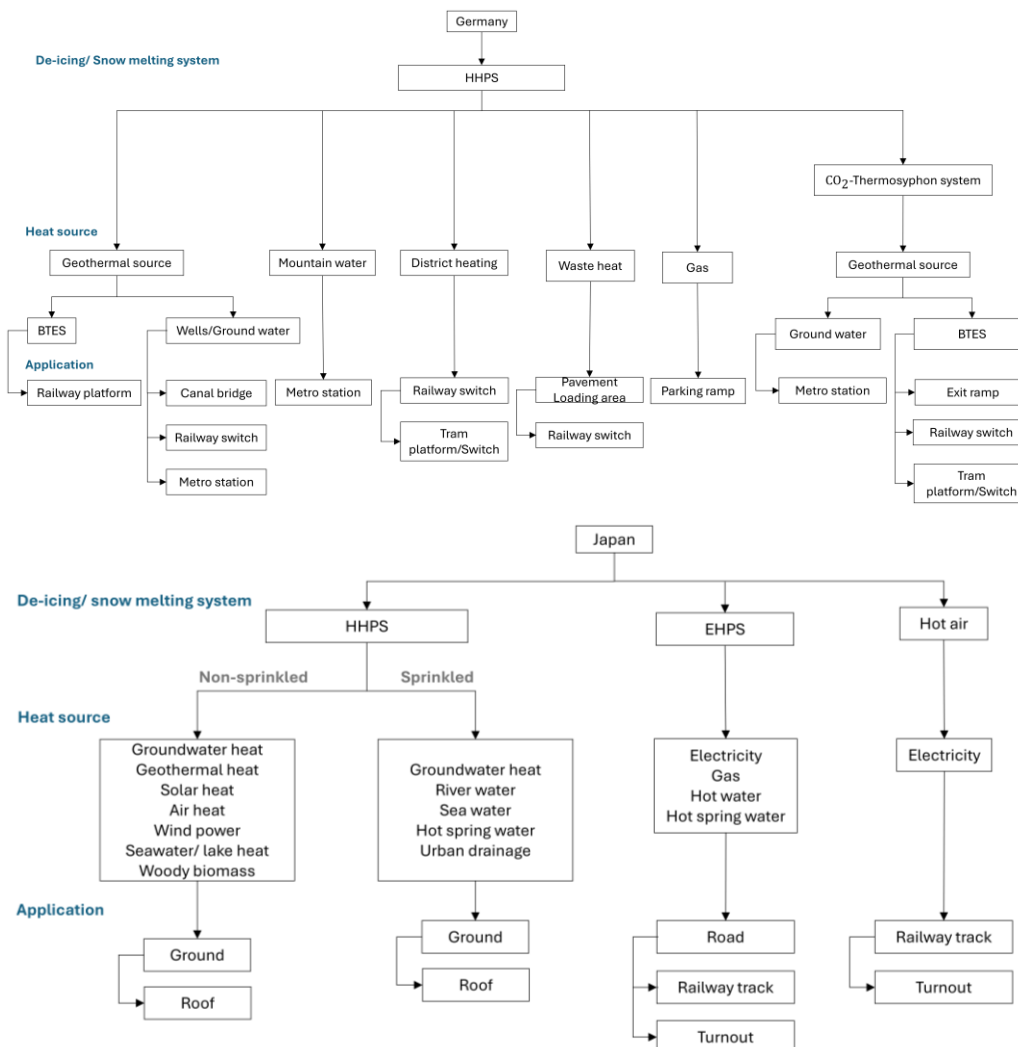 Germany
De-icing/ Snow melting system
HHPS
CO₂-Thermosyphon system
Heat source
Geothermal source
Mountain water
District heating
Waste heat
Gas
Geothermal source
BTES
Wells/Ground water
Ground water
BTES
Application
Railway platform
Canal bridge
Metro station
Railway switch
Pavement
Loading area
Parking ramp
Metro station
Exit ramp
Railway switch
Tram
platform/Switch
Railway switch
Railway switch
Metro station
Tram
platform/Switch
Japan
De-icing/ snow melting system
HHPS
EHPS
Hot air
Non-sprinkled
Sprinkled
Heat source
Groundwater heat
Geothermal heat
Solar heat
Air heat
Wind power
Seawater/ lake heat
Woody biomass
Groundwater heat
River water
Sea water
Hot spring water
Urban drainage
Electricity
Gas
Hot water
Hot spring water
Electricity
Application
Ground
Roof
Ground
Roof
Road
Railway track
Turnout
Railway track
Turnout